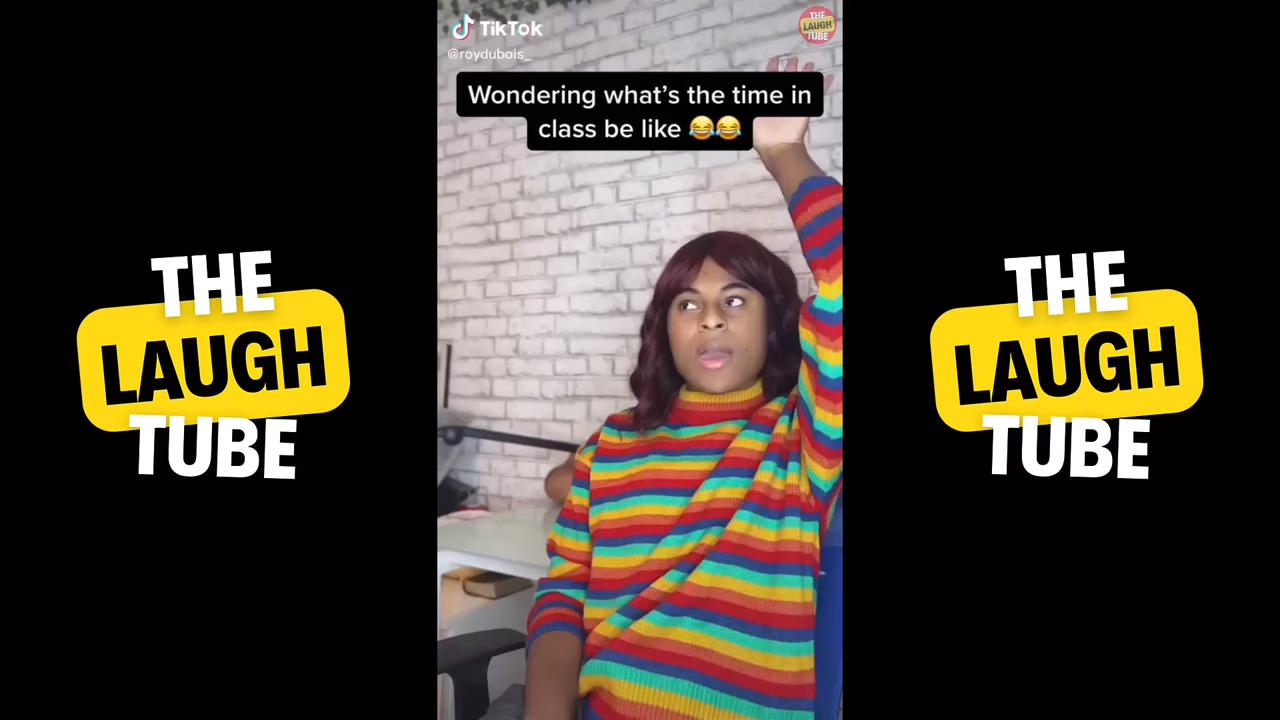 TikTok
@roydubois_
THE
LAUGH
TUBE
Wondering what's the time in
class be like 😂😂
THE
LAUGH
TUBE
THE
LAUGH
TUBE